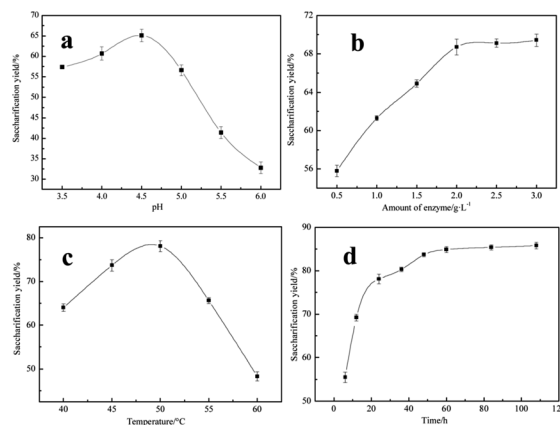 a
Saccharification yield/%
70
65
60
55
50
45
40
35
30
3.5 4.0 4.5 5.0 5.5 6.0
pH
b
Saccharification yield/%
72
68
64
60
56
0.5 1.0 1.5 2.0 2.5 3.0
Amount of enzyme/g·L⁻¹
c
Saccharification yield/%
80
70
60
50
40 45 50 55 60
Temperature/°C
d
Saccharification yield/%
90
80
70
60
50
0 20 40 60 80 100 120
Time/h